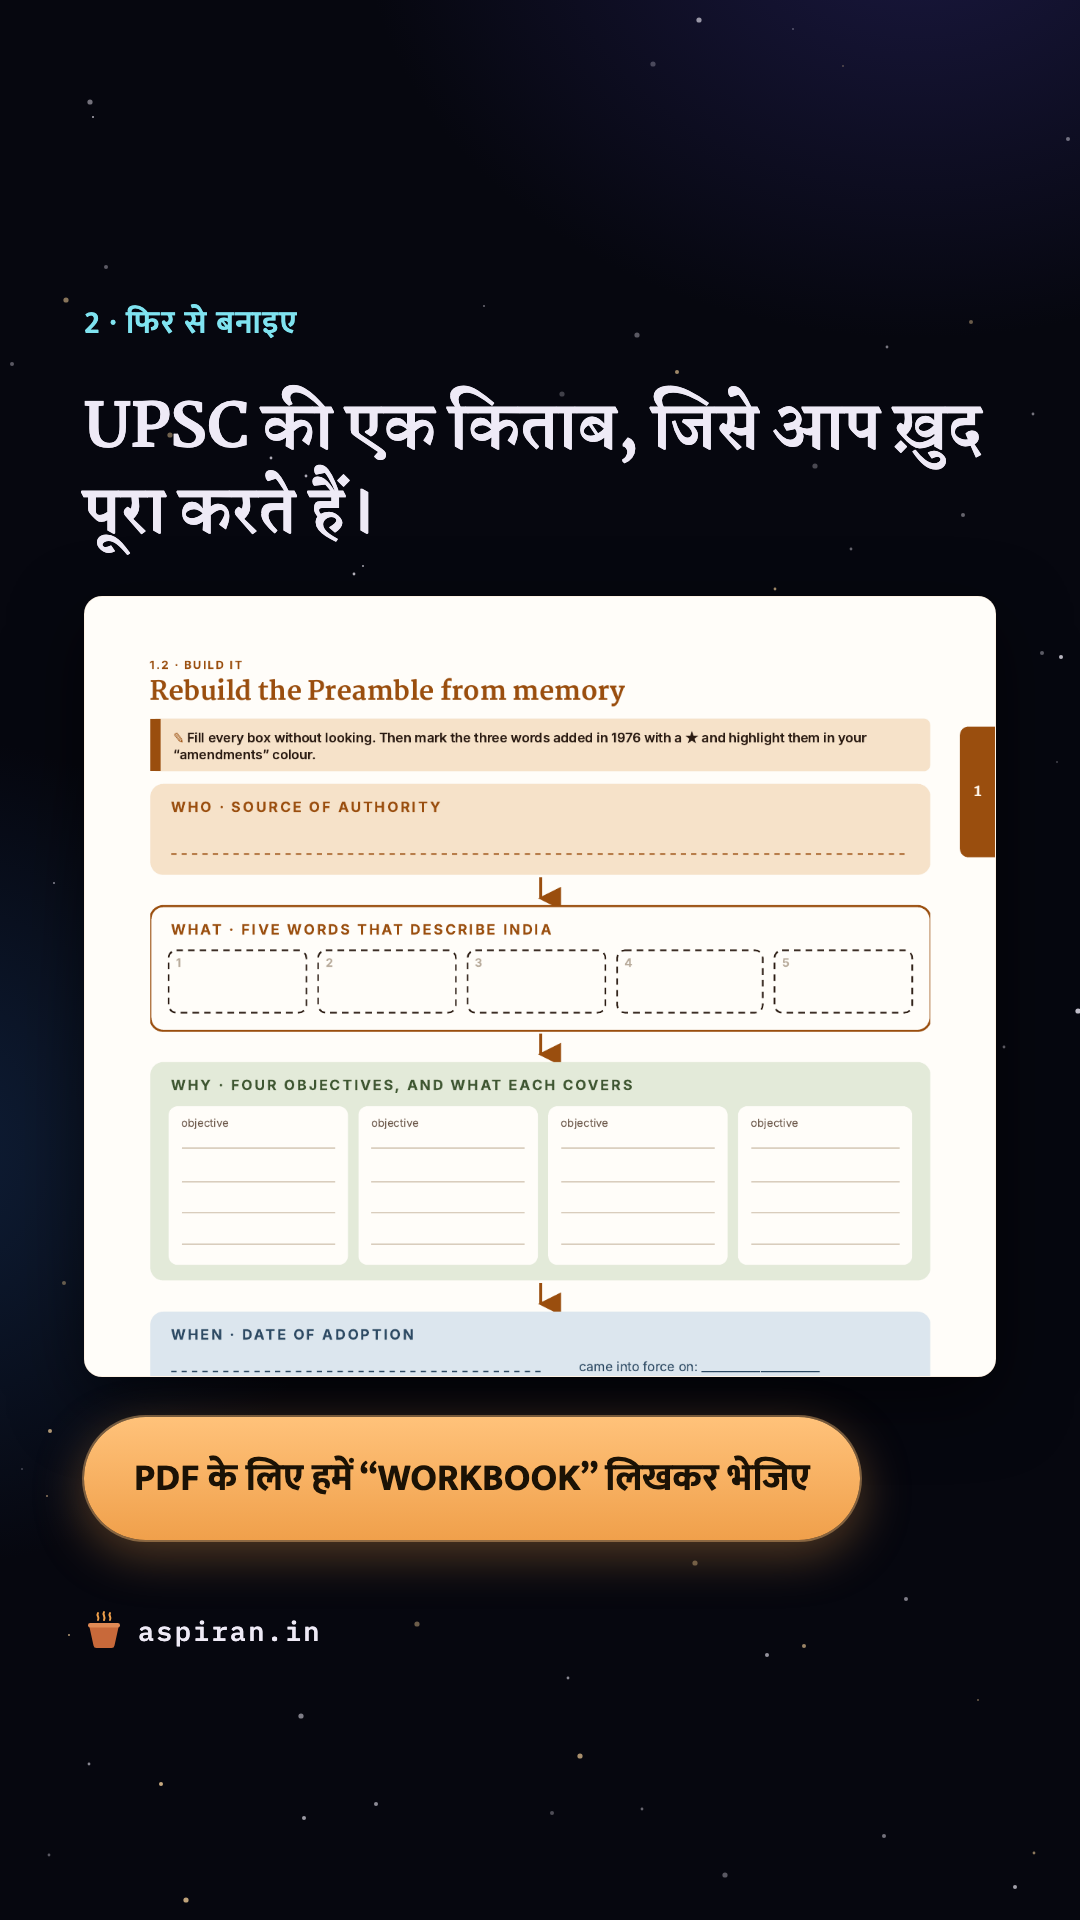 2 · फिर से बनाइए
UPSC की एक किताब, जिसे आप ख़ुद
पूरा करते हैं।
1.2 · BUILD IT
Rebuild the Preamble from memory
✎ Fill every box without looking. Then mark the three words added in 1976 with a ★ and highlight them in your
“amendments” colour.
1
WHO · SOURCE OF AUTHORITY
WHAT · FIVE WORDS THAT DESCRIBE INDIA
1 2 3 4 5
WHY · FOUR OBJECTIVES, AND WHAT EACH COVERS
objective objective objective objective
WHEN · DATE OF ADOPTION
came into force on:
PDF के लिए हमें “WORKBOOK” लिखकर भेजिए
aspiran.in